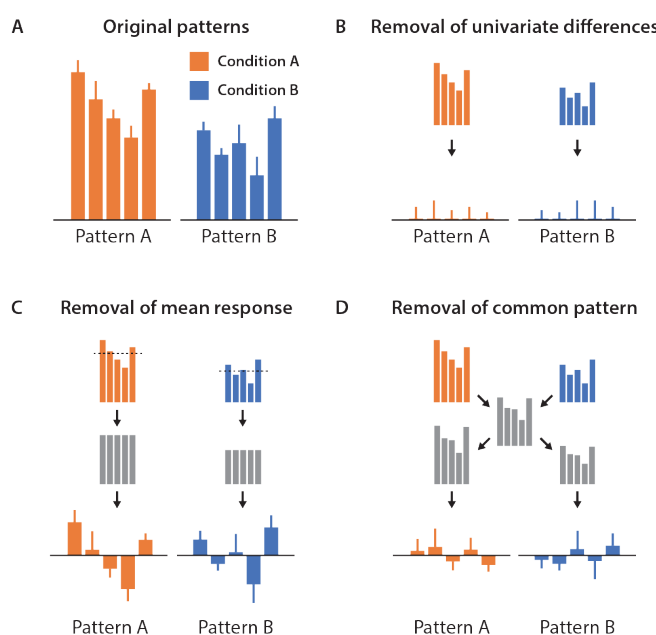 A Original patterns
Condition A
Condition B
Pattern A Pattern B
B Removal of univariate differences
Pattern A Pattern B
C Removal of mean response
Pattern A Pattern B
D Removal of common pattern
Pattern A Pattern B